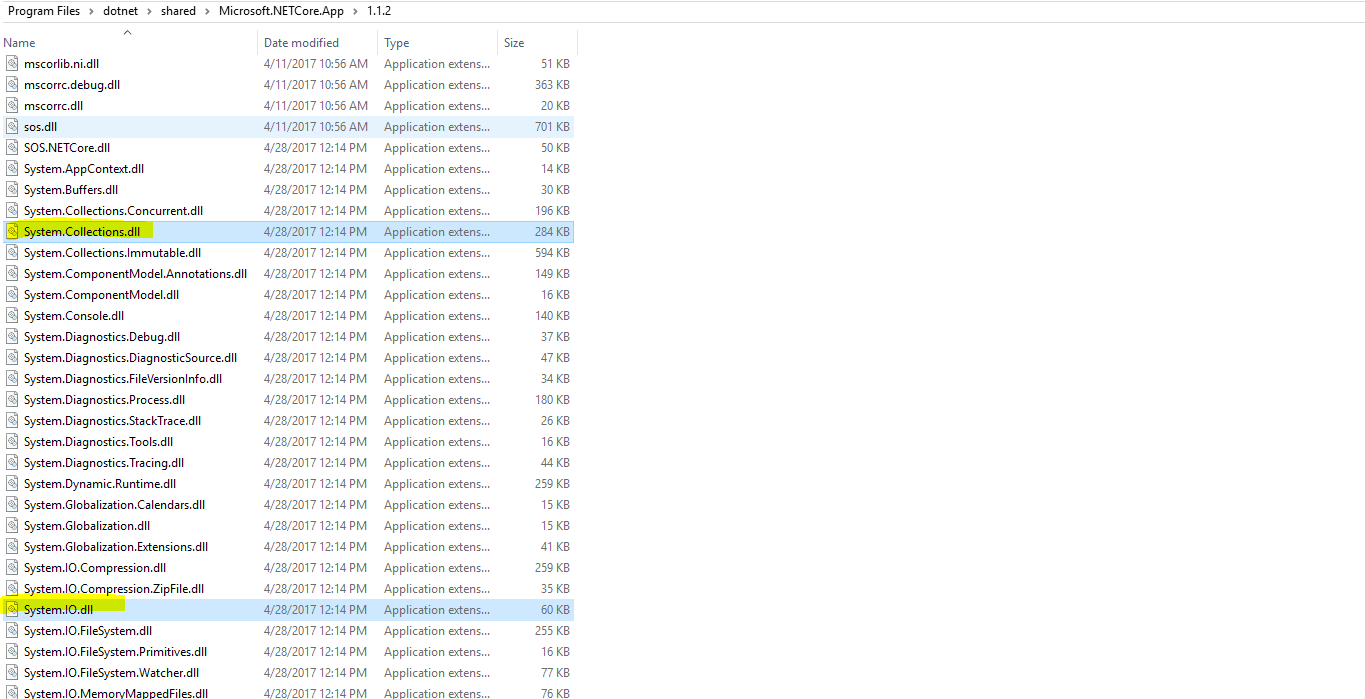 Program Files > dotnet > shared > Microsoft.NETCore.App > 1.1.2
Name Date modified Type Size
mscorlib.ni.dll 4/11/2017 10:56 AM Application extens... 51 KB
mscorrc.debug.dll 4/11/2017 10:56 AM Application extens... 363 KB
mscorrc.dll 4/11/2017 10:56 AM Application extens... 20 KB
sos.dll 4/11/2017 10:56 AM Application extens... 701 KB
SOS.NETCore.dll 4/28/2017 12:14 PM Application extens... 50 KB
System.AppContext.dll 4/28/2017 12:14 PM Application extens... 14 KB
System.Buffers.dll 4/28/2017 12:14 PM Application extens... 30 KB
System.Collections.Concurrent.dll 4/28/2017 12:14 PM Application extens... 196 KB
System.Collections.dll 4/28/2017 12:14 PM Application extens... 284 KB
System.Collections.Immutable.dll 4/28/2017 12:14 PM Application extens... 594 KB
System.ComponentModel.Annotations.dll 4/28/2017 12:14 PM Application extens... 149 KB
System.ComponentModel.dll 4/28/2017 12:14 PM Application extens... 16 KB
System.Console.dll 4/28/2017 12:14 PM Application extens... 140 KB
System.Diagnostics.Debug.dll 4/28/2017 12:14 PM Application extens... 37 KB
System.Diagnostics.DiagnosticSource.dll 4/28/2017 12:14 PM Application extens... 47 KB
System.Diagnostics.FileVersionInfo.dll 4/28/2017 12:14 PM Application extens... 34 KB
System.Diagnostics.Process.dll 4/28/2017 12:14 PM Application extens... 180 KB
System.Diagnostics.StackTrace.dll 4/28/2017 12:14 PM Application extens... 26 KB
System.Diagnostics.Tools.dll 4/28/2017 12:14 PM Application extens... 16 KB
System.Diagnostics.Tracing.dll 4/28/2017 12:14 PM Application extens... 44 KB
System.Dynamic.Runtime.dll 4/28/2017 12:14 PM Application extens... 259 KB
System.Globalization.Calendars.dll 4/28/2017 12:14 PM Application extens... 15 KB
System.Globalization.dll 4/28/2017 12:14 PM Application extens... 15 KB
System.Globalization.Extensions.dll 4/28/2017 12:14 PM Application extens... 41 KB
System.IO.Compression.dll 4/28/2017 12:14 PM Application extens... 259 KB
System.IO.Compression.ZipFile.dll 4/28/2017 12:14 PM Application extens... 35 KB
System.IO.dll 4/28/2017 12:14 PM Application extens... 60 KB
System.IO.FileSystem.dll 4/28/2017 12:14 PM Application extens... 255 KB
System.IO.FileSystem.Primitives.dll 4/28/2017 12:14 PM Application extens... 16 KB
System.IO.FileSystem.Watcher.dll 4/28/2017 12:14 PM Application extens... 77 KB
System.IO.MemoryMappedFiles.dll 4/28/2017 12:14 PM Application extens... 76 KB